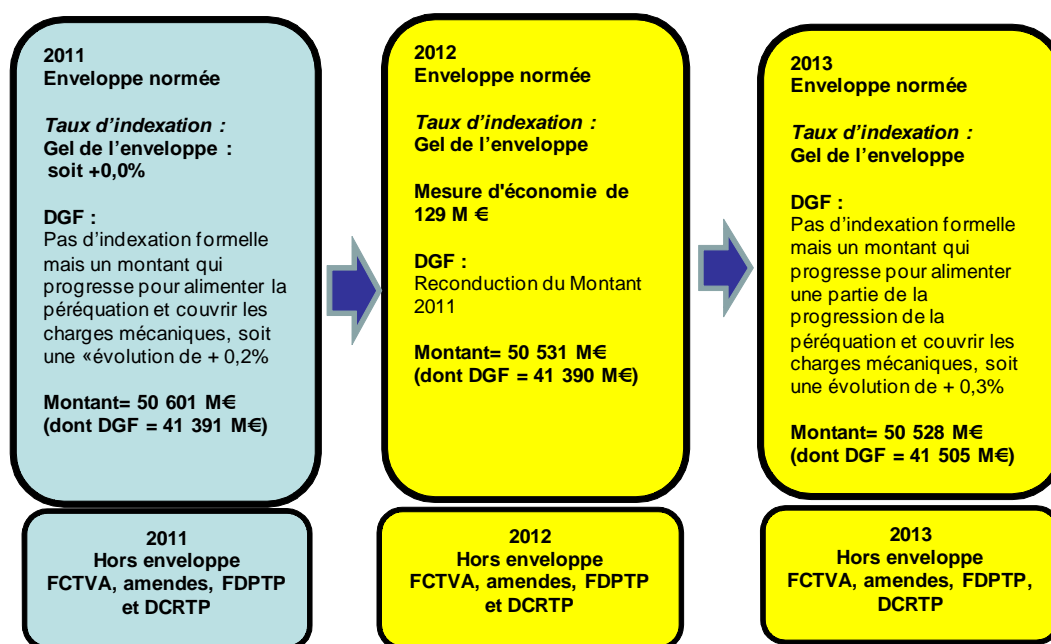 2011
Enveloppe normée
Taux d’indexation :
Gel de l’enveloppe :
soit +0,0%
DGF :
Pas d’indexation formelle
mais un montant qui
progresse pour alimenter la
péréquation et couvrir les
charges mécaniques, soit
une «évolution de + 0,2%
Montant= 50 601 M€
(dont DGF = 41 391 M€)
2012
Enveloppe normée
Taux d’indexation :
Gel de l’enveloppe
Mesure d'économie de
129 M €
DGF :
Reconduction du Montant
2011
Montant= 50 531 M€
(dont DGF = 41 390 M€)
2013
Enveloppe normée
Taux d’indexation :
Gel de l’enveloppe
DGF :
Pas d’indexation formelle
mais un montant qui
progresse pour alimenter
une partie de la
progression de la
péréquation et couvrir les
charges mécaniques, soit
une évolution de + 0,3%
Montant= 50 528 M€
(dont DGF = 41 505 M€)
2011
Hors enveloppe
FCTVA, amendes, FDPTP
et DCRTP
2012
Hors enveloppe
FCTVA, amendes, FDPTP
et DCRTP
2013
Hors enveloppe
FCTVA, amendes, FDPTP,
DCRTP